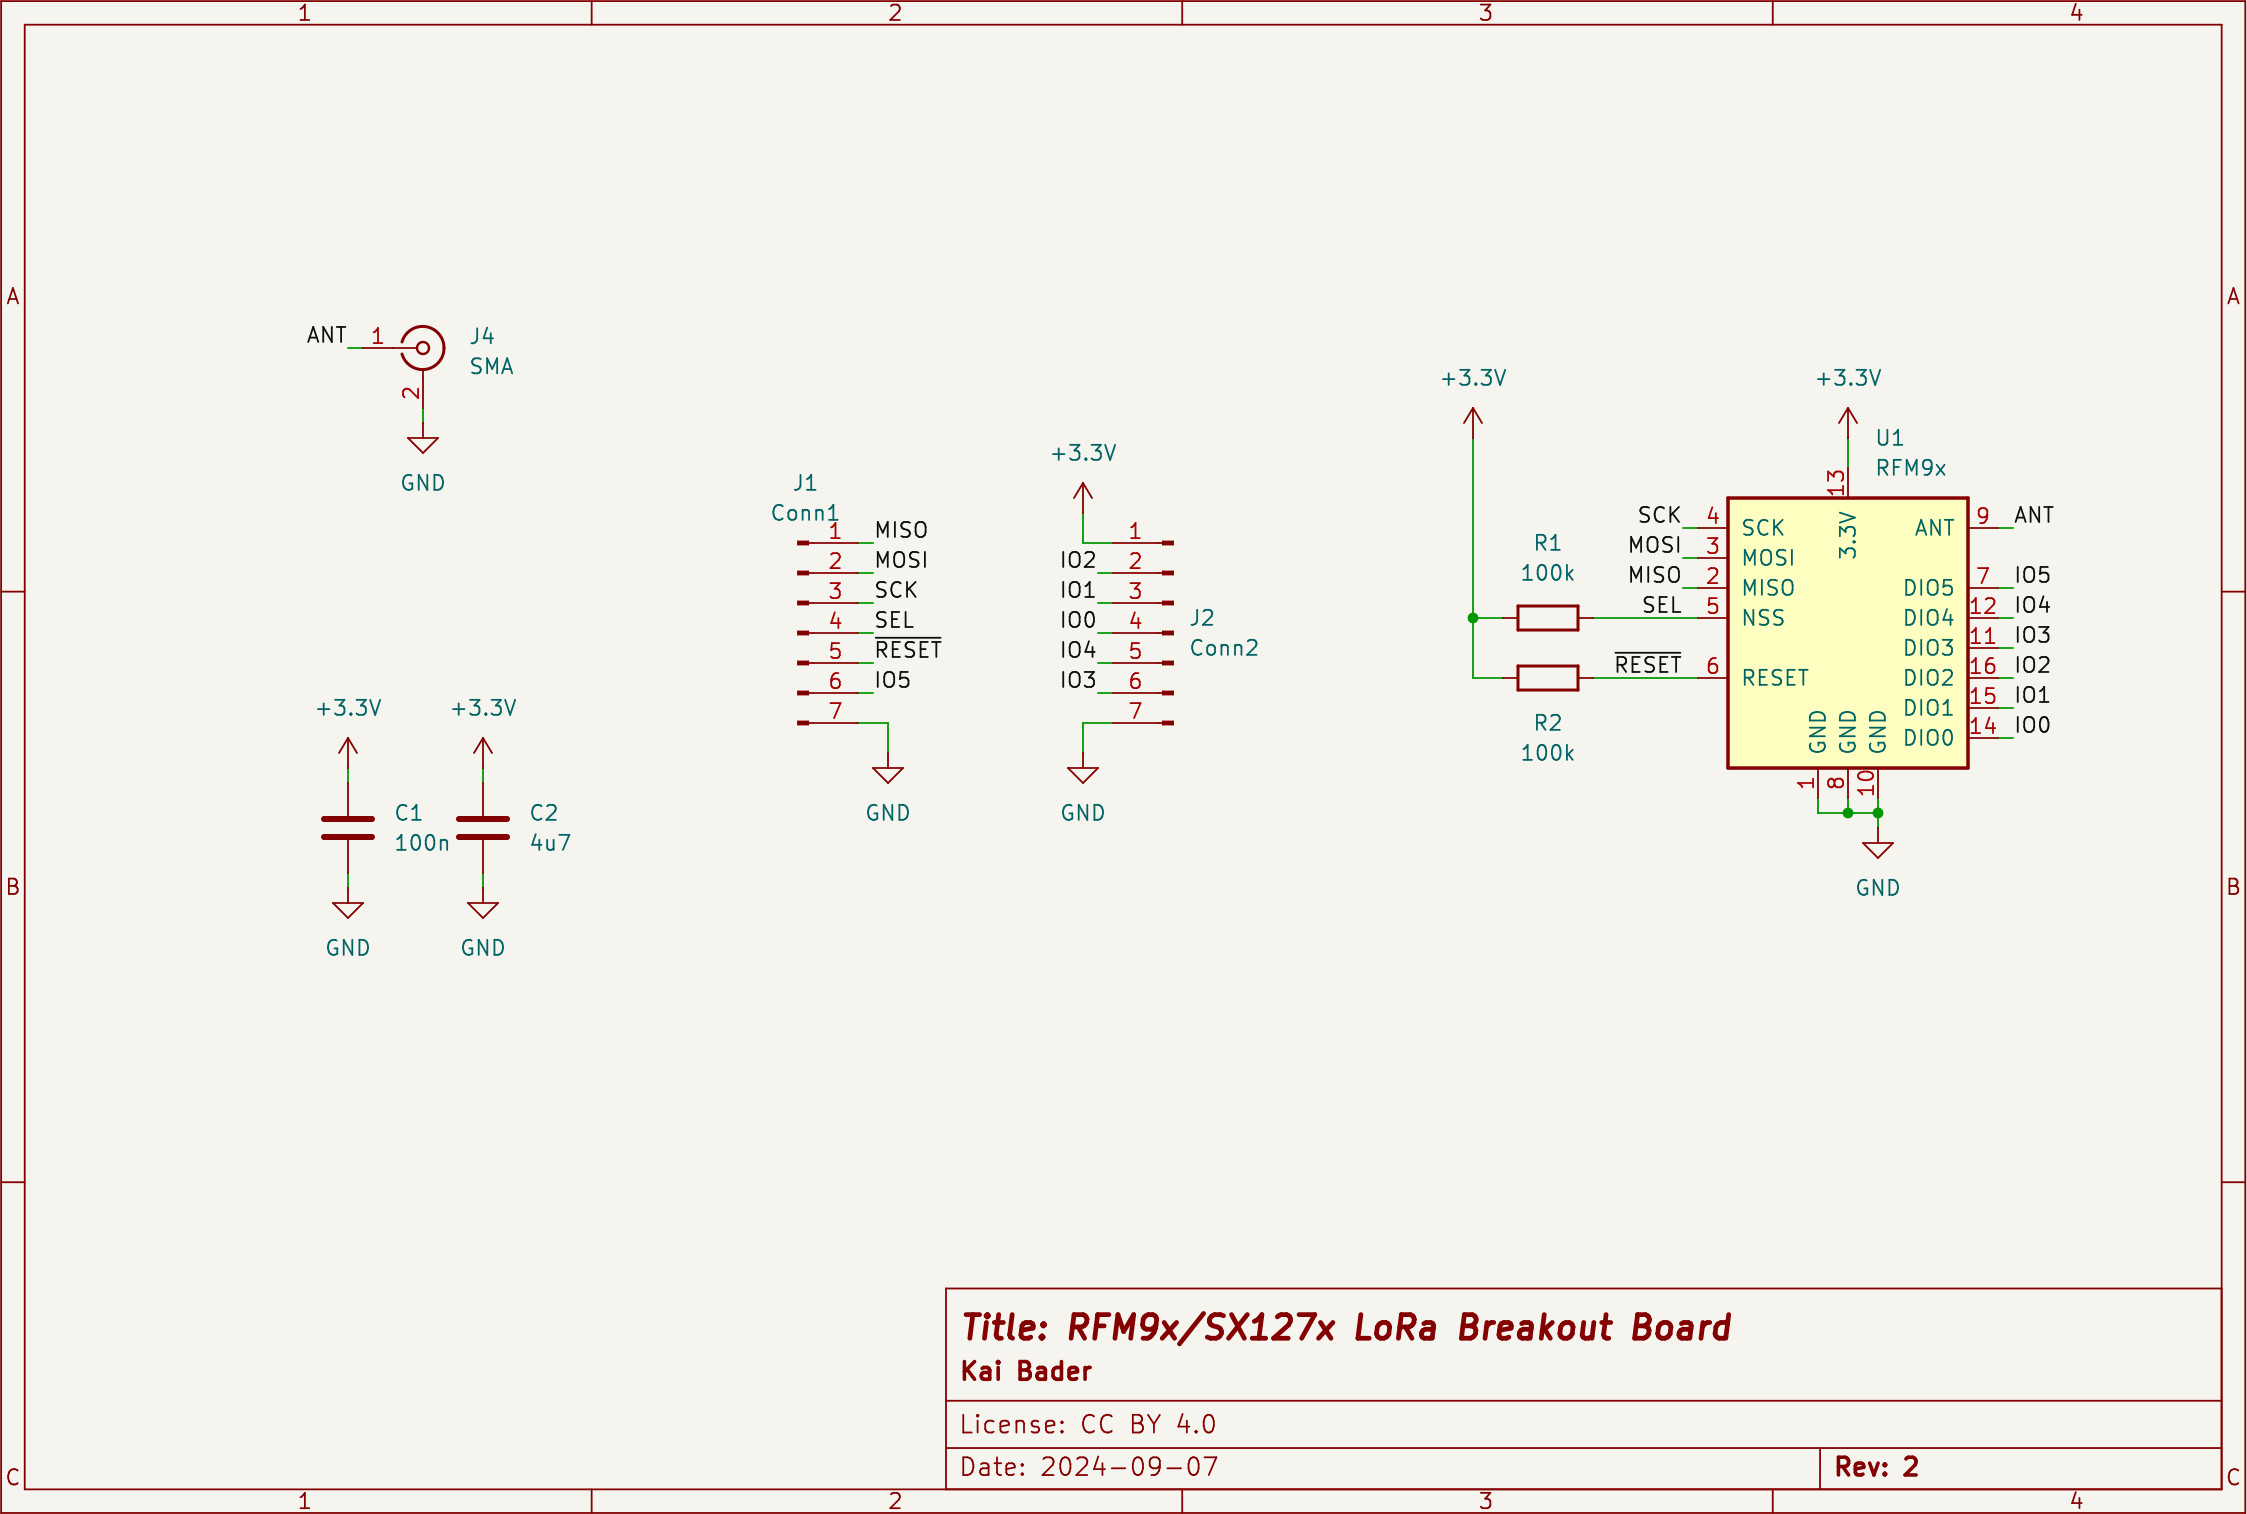 1 2 3 4
A A
ANT 1 J4
SMA
2
GND
+3.3V +3.3V
U1
RFM9x
13
+3.3V
J1
Conn1
1 MISO
2 MOSI
3 SCK
4 SEL
5 RESET
6 IO5
7
GND
1
IO2 2
IO1 3
IO0 4
IO4 5
IO3 6
7
J2
Conn2
GND
R1
100k
R2
100k
SCK 4 SCK
MOSI 3 MOSI
MISO 2 MISO
SEL 5 NSS
RESET 6 RESET
3.3V
ANT 9 ANT
DIO5 7 IO5
DIO4 12 IO4
DIO3 11 IO3
DIO2 16 IO2
DIO1 15 IO1
DIO0 14 IO0
GND GND GND
1 8 10
GND
+3.3V +3.3V
C1
100n
C2
4u7
GND GND
B B
Title: RFM9x/SX127x LoRa Breakout Board
Kai Bader
License: CC BY 4.0
Date: 2024-09-07 Rev: 2
C C
1 2 3 4